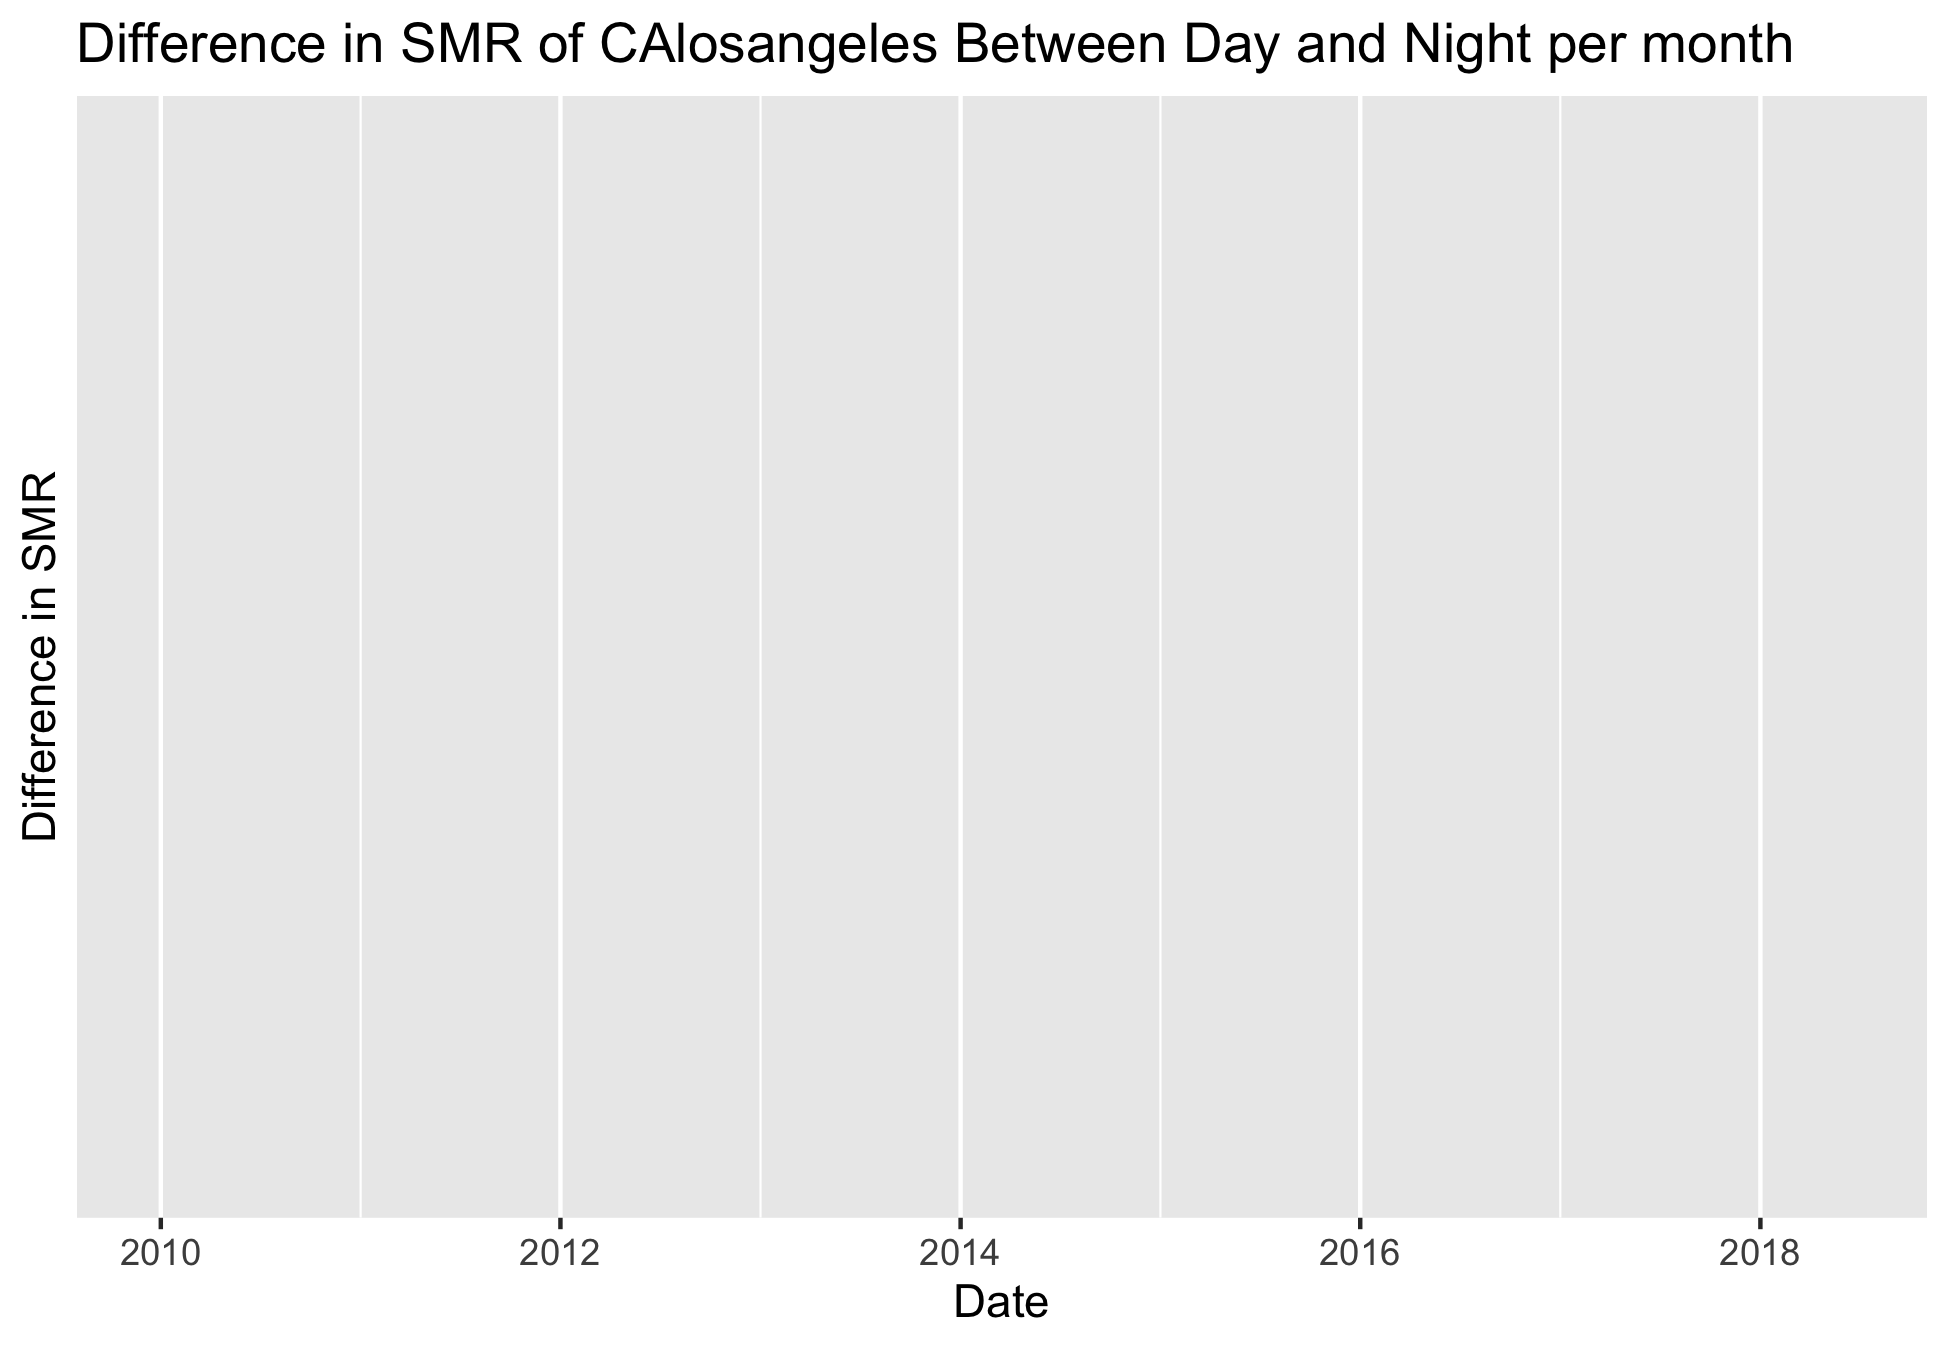 Difference in SMR of CAlosangeles Between Day and Night per month
Difference in SMR
2010 2012 2014 2016 2018
Date